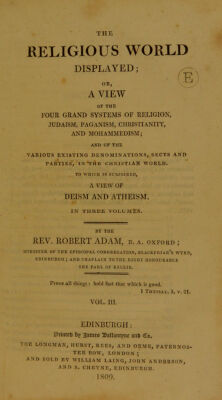 THE
RELIGIOUS WORLD
DISPLAYED;
OR,
A VIEW
OF THE
FOUR GRAND SYSTEMS OF RELIGION,
JUDAISM, PAGANISM, CHRISTIANITY,
AND MOHAMMEDISM;
AND OF THE
VARIOUS EXISTING DENOMINATIONS, SECTS AND
PARTIES, IN THE CHRISTIAN WORLD.
TO WHICH IS SUBJOINED,
A VIEW OF
DEISM AND ATHEISM.
IN THREE VOLUMES.
BY THE
REV. ROBERT ADAM, B. A. OXFORD;
MINISTER OF THE EPISCOPAL CONGREGATION, BLACKFRIAR'S WYND,
EDINBURGH; AND CHAPLAIN TO THE RIGHT HONOURABLE
THE EARL OF KELLIE.
Prove all things: hold fast that which is good.
1 THESSAL. v. 21.
VOL. III.
EDINBURGH:
Printed by James Ballantyne and Co.
FOR LONGMAN, HURST, REES, AND ORME, PATERNOS-
TER ROW, LONDON;
AND SOLD BY WILLIAM LAING, JOHN ANDERSON,
AND S. CHEYNE, EDINBURGH.
1809.
E